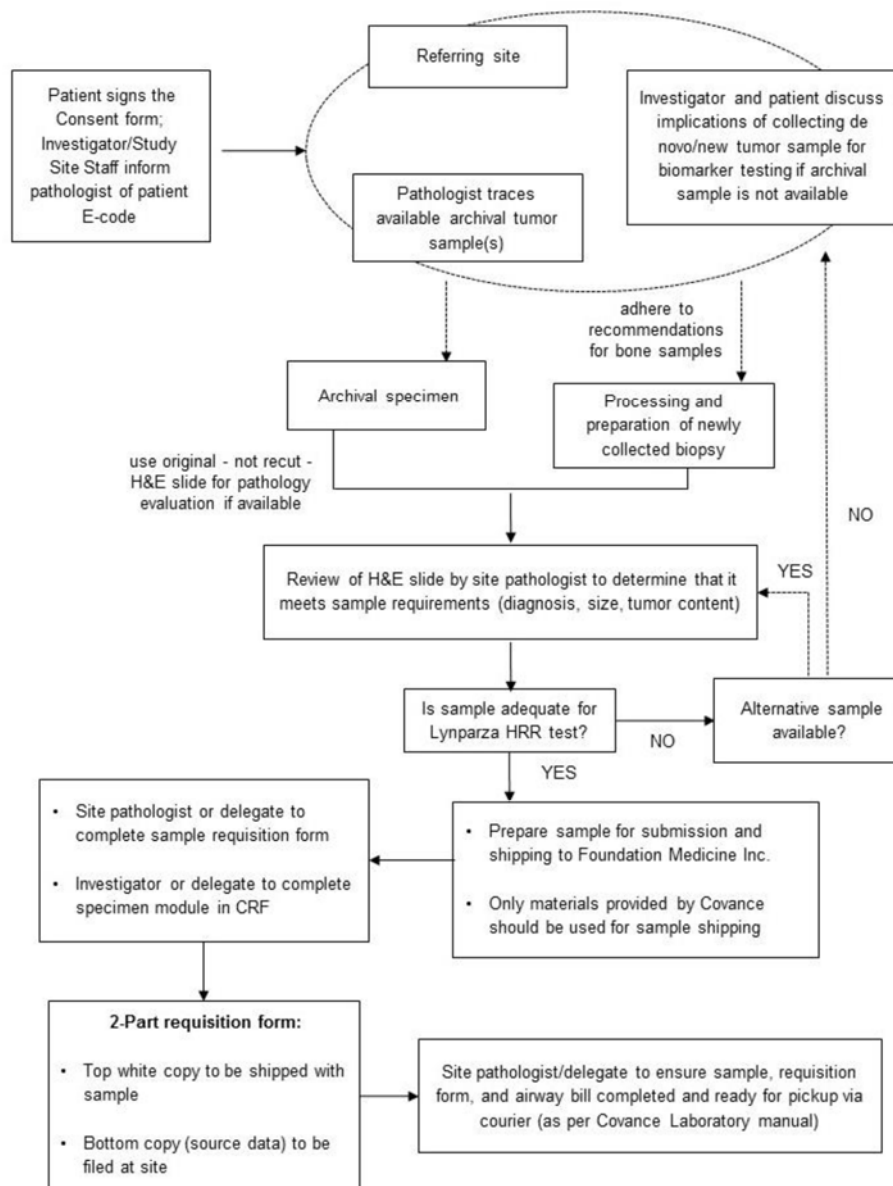 Referring site
Patient signs the
Consent form;
Investigator/Study
Site Staff inform
pathologist of patient
E-code
Investigator and patient discuss
implications of collecting de
novo/new tumor sample for
biomarker testing if archival
sample is not available
Pathologist traces
available archival tumor
sample(s)
adhere to
recommendations
for bone samples
Archival specimen
Processing and
preparation of newly
collected biopsy
use original - not recut -
H&E slide for pathology
evaluation if available
NO
YES
Review of H&E slide by site pathologist to determine that it
meets sample requirements (diagnosis, size, tumor content)
Is sample adequate for
Lynparza HRR test?
NO
Alternative sample
available?
YES
• Site pathologist or delegate to
complete sample requisition form
• Investigator or delegate to complete
specimen module in CRF
• Prepare sample for submission and
shipping to Foundation Medicine Inc.
• Only materials provided by Covance
should be used for sample shipping
2-Part requisition form:
• Top white copy to be shipped with
sample
• Bottom copy (source data) to be
filed at site
Site pathologist/delegate to ensure sample, requisition
form, and airway bill completed and ready for pickup via
courier (as per Covance Laboratory manual)